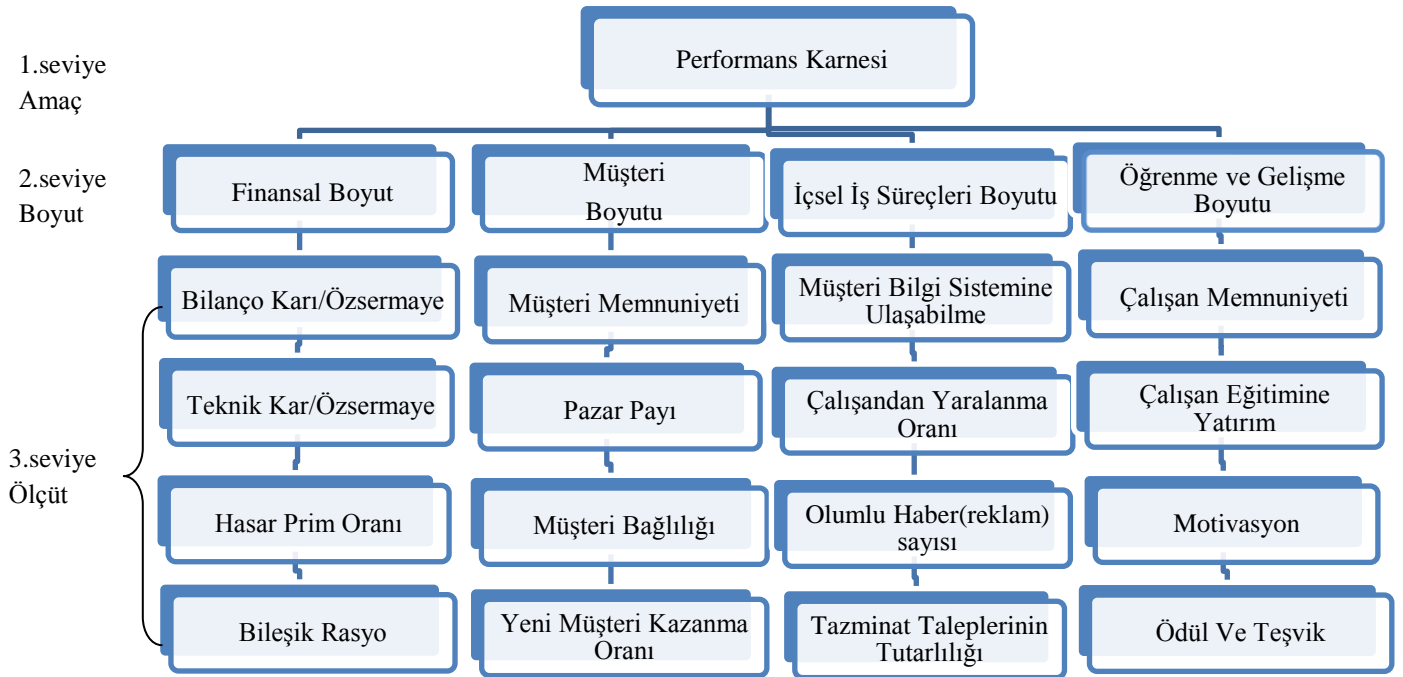 1.seviye
Amaç
Performans Karnesi
2.seviye
Boyut
Finansal Boyut
Müşteri
Boyutu
İçsel İş Süreçleri Boyutu
Öğrenme ve Gelişme
Boyutu
3.seviye
Ölçüt
Bilanço Karı/Özsermaye
Müşteri Memnuniyeti
Müşteri Bilgi Sistemine
Ulaşabilme
Çalışan Memnuniyeti
Teknik Kar/Özsermaye
Pazar Payı
Çalışandan Yaralanma
Oranı
Çalışan Eğitimine
Yatırım
Hasar Prim Oranı
Müşteri Bağlılığı
Olumlu Haber(reklam)
sayısı
Motivasyon
Bileşik Rasyo
Yeni Müşteri Kazanma
Oranı
Tazminat Taleplerinin
Tutarlılığı
Ödül Ve Teşvik